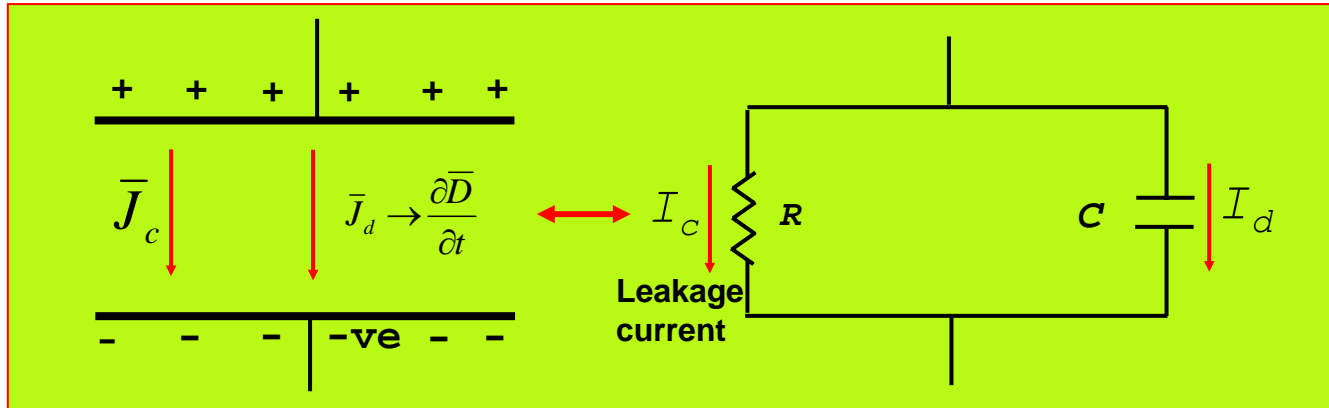 + + + + + +
J̅c
J̅d → ∂D̅/∂t
- - - -ve - -
Ic
R
Leakage
current
C
Id